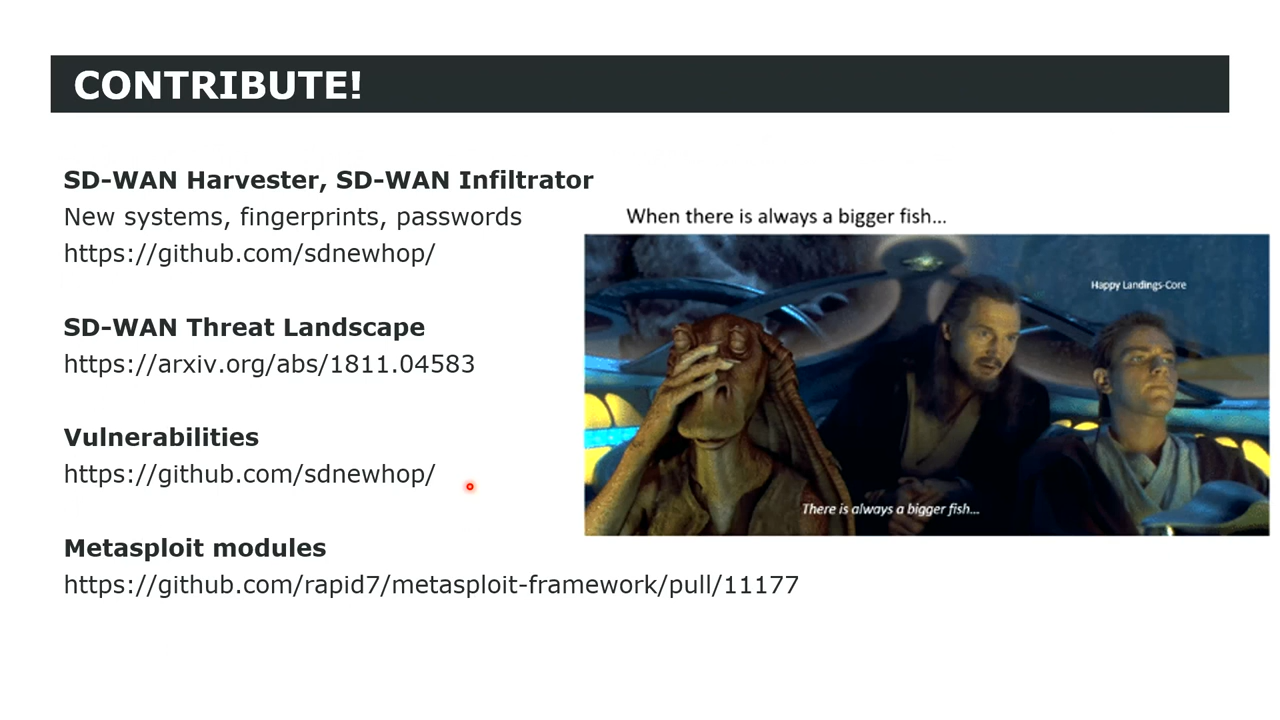 CONTRIBUTE!
SD-WAN Harvester, SD-WAN Infiltrator
New systems, fingerprints, passwords
https://github.com/sdnewhop/
SD-WAN Threat Landscape
https://arxiv.org/abs/1811.04583
Vulnerabilities
https://github.com/sdnewhop/
Metasploit modules
https://github.com/rapid7/metasploit-framework/pull/11177
When there is always a bigger fish...
Happy Landings-Core
There is always a bigger fish...